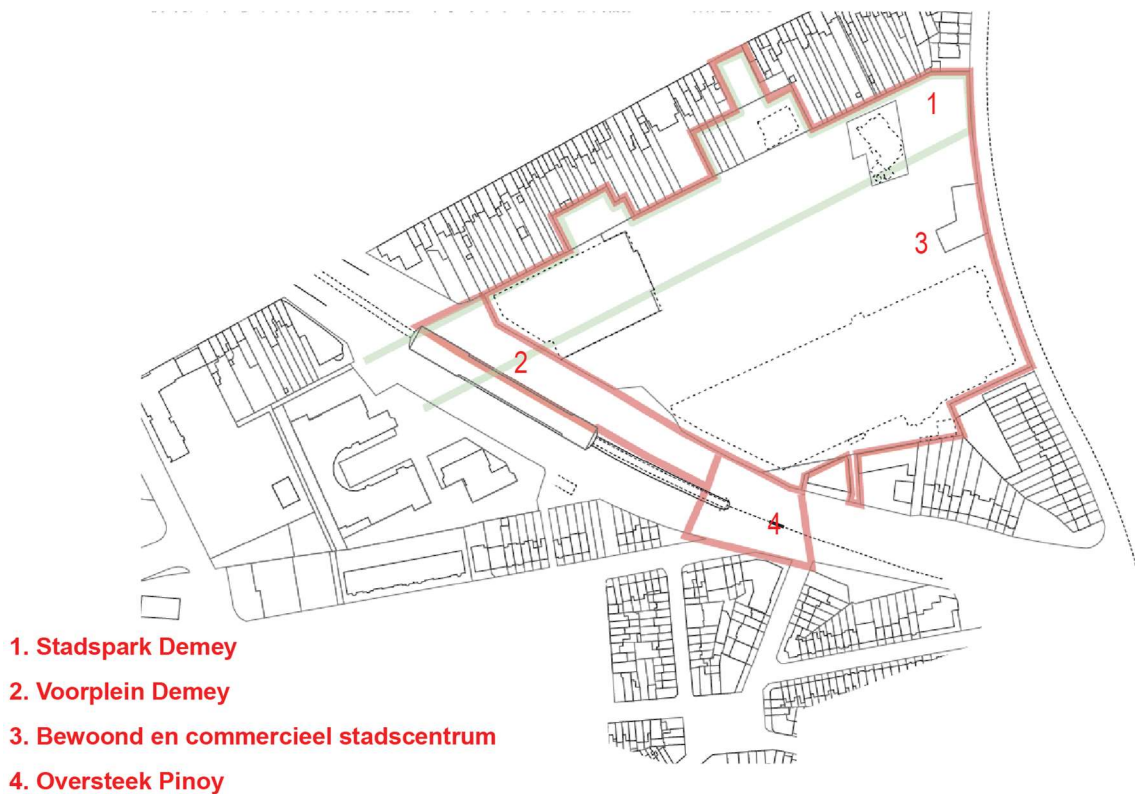 1
3
2
4
1. Stadspark Demey
2. Voorplein Demey
3. Bewoond en commercieel stadscentrum
4. Oversteek Pinoy